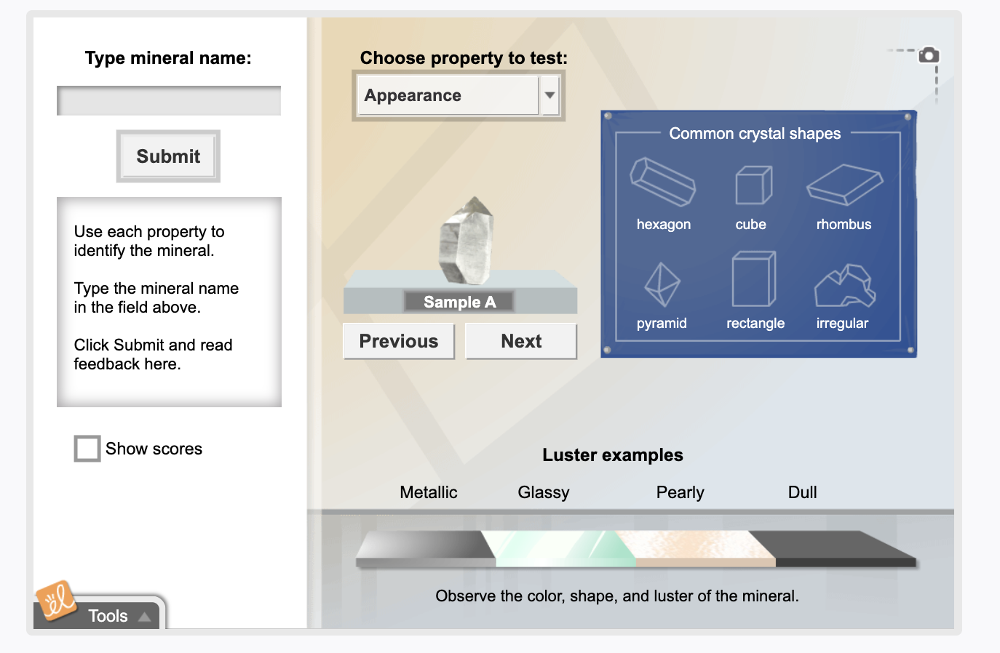 Type mineral name:
Submit
Use each property to
identify the mineral.
Type the mineral name
in the field above.
Click Submit and read
feedback here.
Show scores
Tools
Choose property to test:
Appearance
Sample A
Previous
Next
Common crystal shapes
hexagon cube rhombus
pyramid rectangle irregular
Luster examples
Metallic Glassy Pearly Dull
Observe the color, shape, and luster of the mineral.